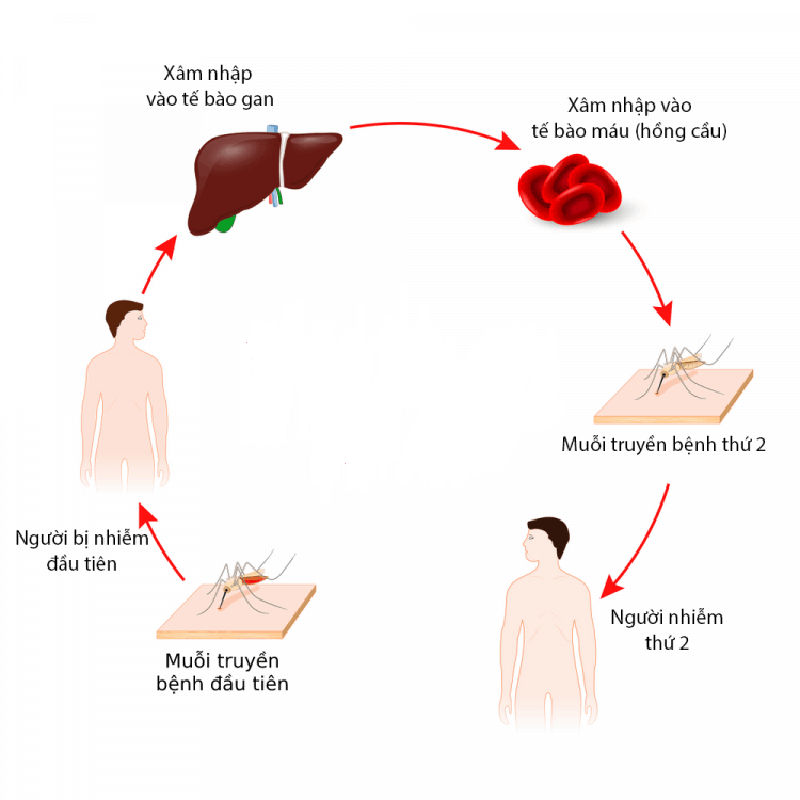 Xâm nhập
vào tế bào gan
Xâm nhập vào
tế bào máu (hồng cầu)
Muỗi truyền bệnh thứ 2
Người bị nhiễm
đầu tiên
Người nhiễm
thứ 2
Muỗi truyền
bệnh đầu tiên